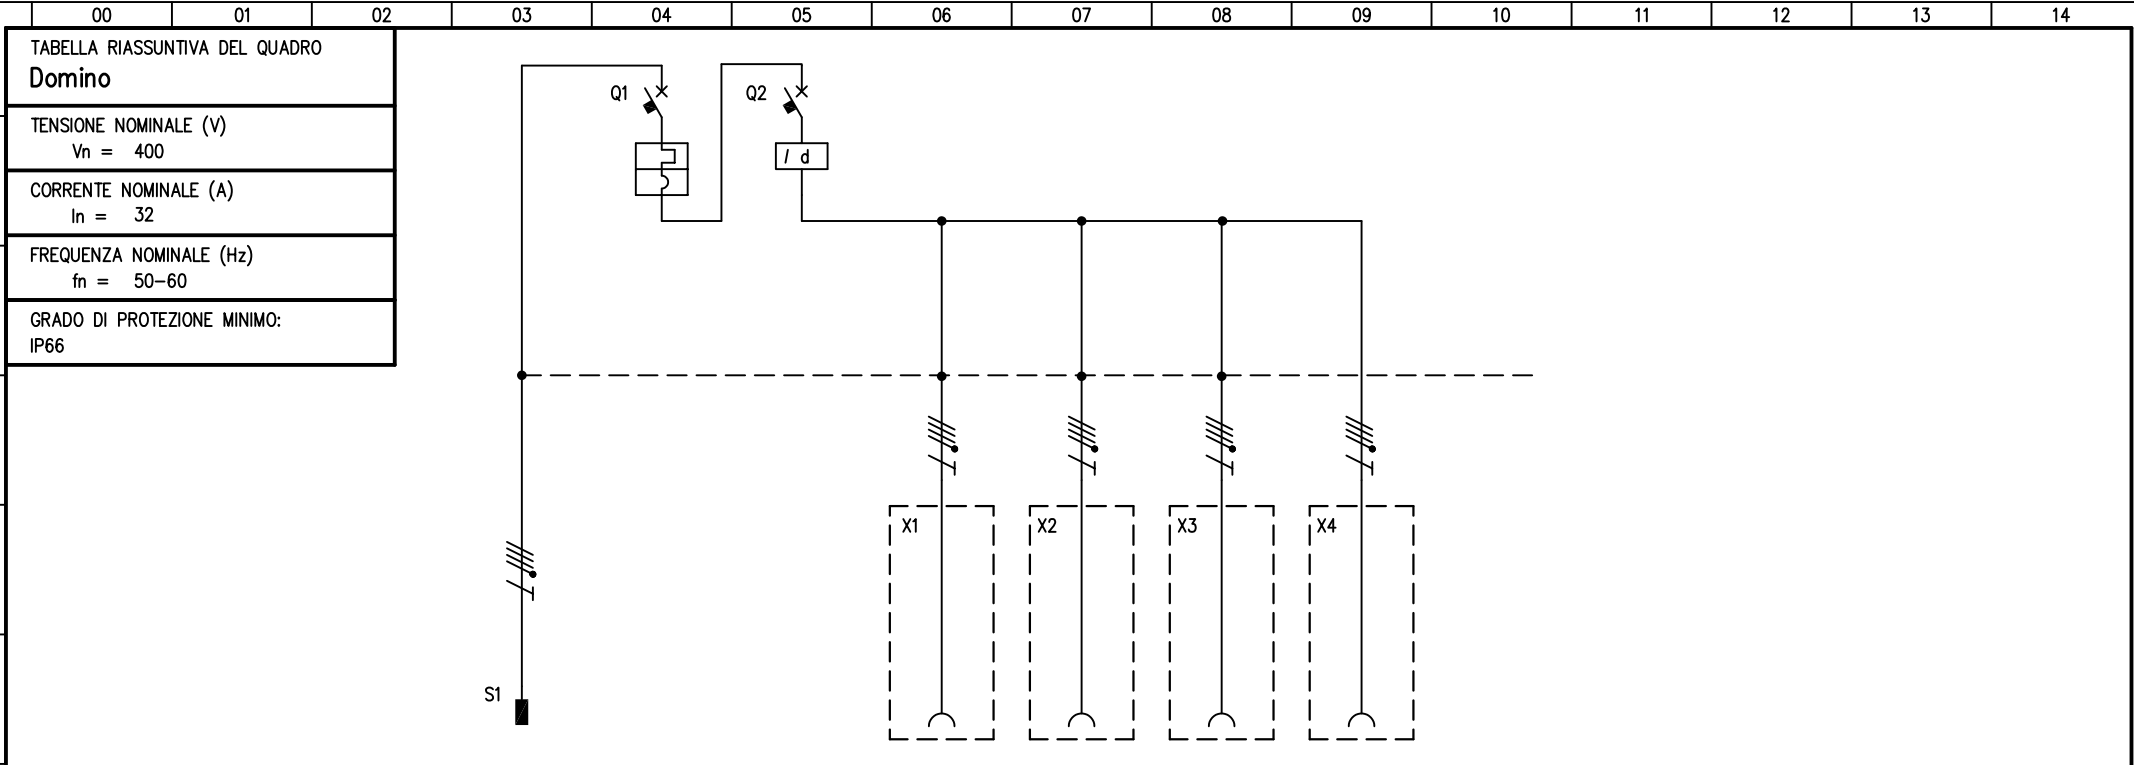 00 01 02 03 04 05 06 07 08 09 10 11 12 13 14
TABELLA RIASSUNTIVA DEL QUADRO
Domino
TENSIONE NOMINALE (V)
Vn = 400
CORRENTE NOMINALE (A)
In = 32
FREQUENZA NOMINALE (Hz)
fn = 50-60
GRADO DI PROTEZIONE MINIMO:
IP66
Q1 Q2
I d
X1 X2 X3 X4
S1